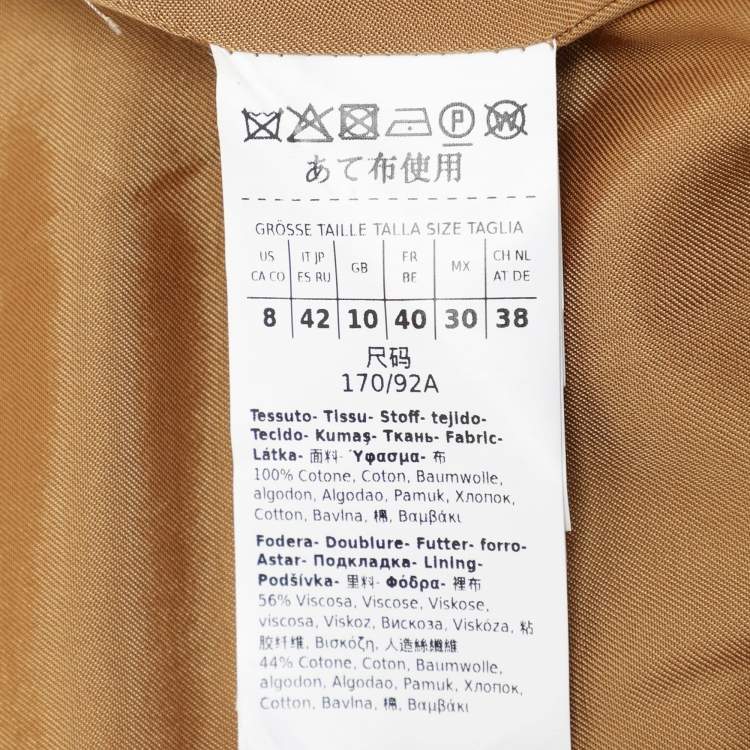 P W
あて布使用
GRÖSSE TAILLE TALLA SIZE TAGLIA
US CA CO | IT JP ES RU | GB | FR BE | MX | CH NL AT DE
8 | 42 | 10 | 40 | 30 | 38
尺码
170/92A
Tessuto- Tissu- Stoff- tejido-
Tecido- Kumaş- Ткань- Fabric-
Látka- 面料- Ύφασμα- 布
100% Cotone, Coton, Baumwolle,
algodon, Algodao, Pamuk, Хлопок,
Cotton, Bavlna, 棉, Βαμβάκι
Fodera- Doublure- Futter- forro-
Astar- Подкладка- Lining-
Podšívka- 里料- Φόδρα- 裡布
56% Viscosa, Viscose, Viskose,
viscosa, Viskoz, Вискоза, Viskóza, 粘
胶纤维, Βισκόζη, 人造絲纖維
44% Cotone, Coton, Baumwolle,
algodon, Algodao, Pamuk, Хлопок,
Cotton, Bavlna, 棉, Βαμβάκι